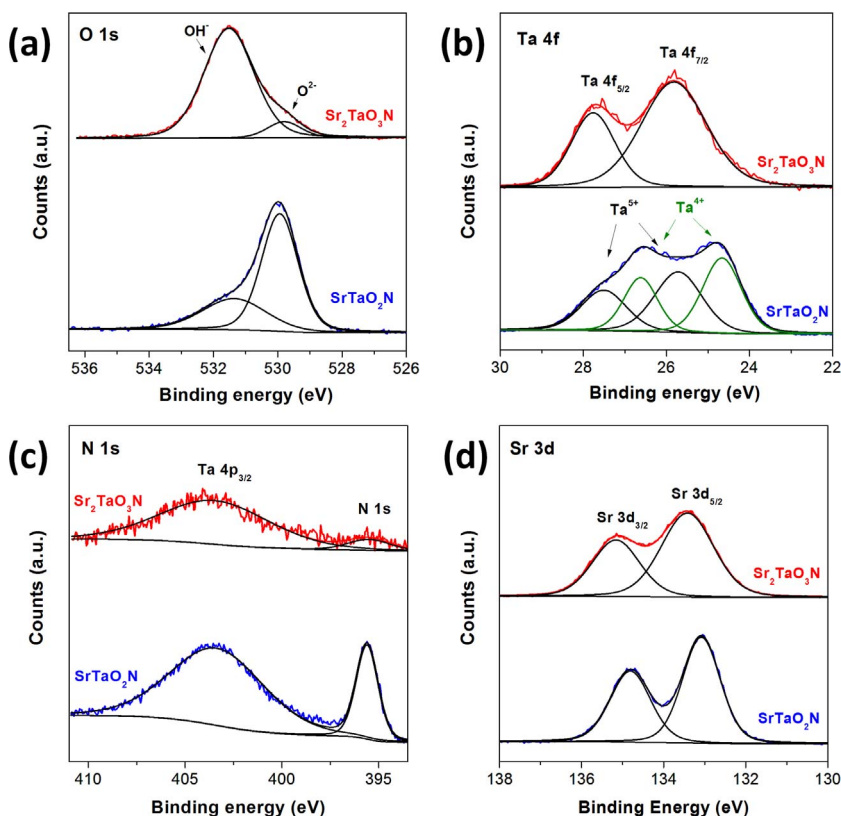 (a)
O 1s
OH⁻
O²⁻
Sr₂TaO₃N
SrTaO₂N
Counts (a.u.)
536 534 532 530 528 526
Binding energy (eV)
(b)
Ta 4f
Ta 4f₅/₂
Ta 4f₇/₂
Sr₂TaO₃N
Ta⁵⁺
Ta⁴⁺
SrTaO₂N
Counts (a.u.)
30 28 26 24 22
Binding energy (eV)
(c)
N 1s
Ta 4p₃/₂
Sr₂TaO₃N
N 1s
SrTaO₂N
Counts (a.u.)
410 405 400 395
Binding energy (eV)
(d)
Sr 3d
Sr 3d₃/₂
Sr 3d₅/₂
Sr₂TaO₃N
SrTaO₂N
Counts (a.u.)
138 136 134 132 130
Binding Energy (eV)